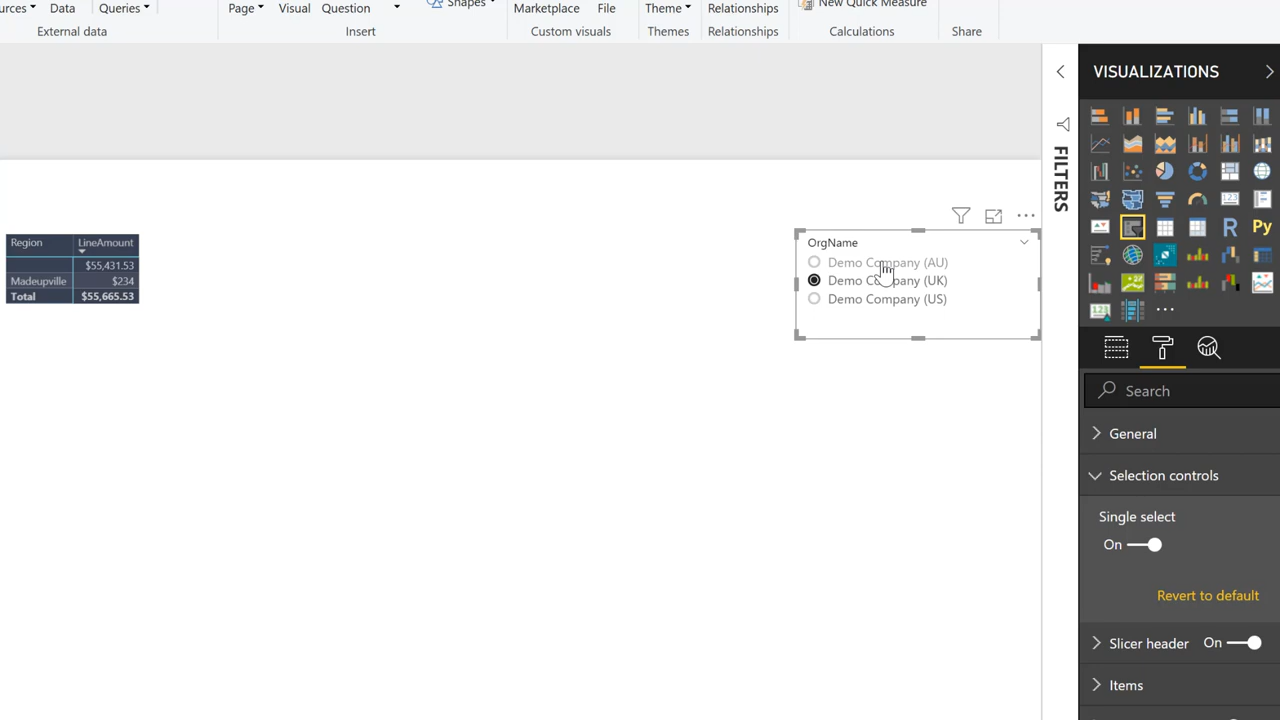 urces Data Queries
Page Visual Question Marketplace File Theme Relationships
Shapes New Quick Measure
External data Insert Custom visuals Themes Relationships Calculations Share
VISUALIZATIONS
FILTERS
R Py
Region LineAmount
$55,431.53
Madeupville $234
Total $55,665.53
OrgName
Demo Company (AU)
Demo Company (UK)
Demo Company (US)
Search
General
Selection controls
Single select
On
Revert to default
Slicer header On
Items